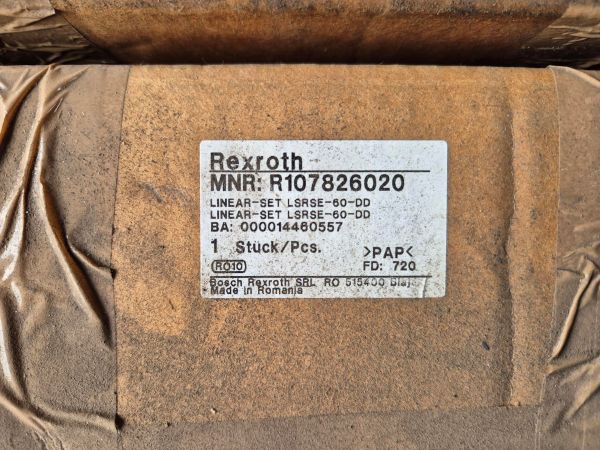 Rexroth
MNR: R107826020
LINEAR-SET LSRSE-60-DD
LINEAR-SET LSRSE-60-DD
BA: 000014460557
1 Stück/Pcs.
>PAP<
RO10
FD: 720
Bosch Rexroth SRL RO 515400 Blaj
Made in Romania